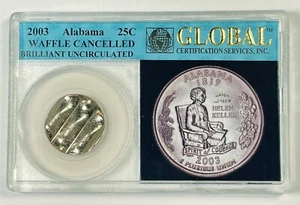 2003 Alabama 25C
WAFFLE CANCELLED
BRILLIANT UNCIRCULATED
GLOBAL™
CERTIFICATION SERVICES, INC.
ALABAMA
1819
HELEN
KELLER
SPIRIT of COURAGE
2003
E PLURIBUS UNUM